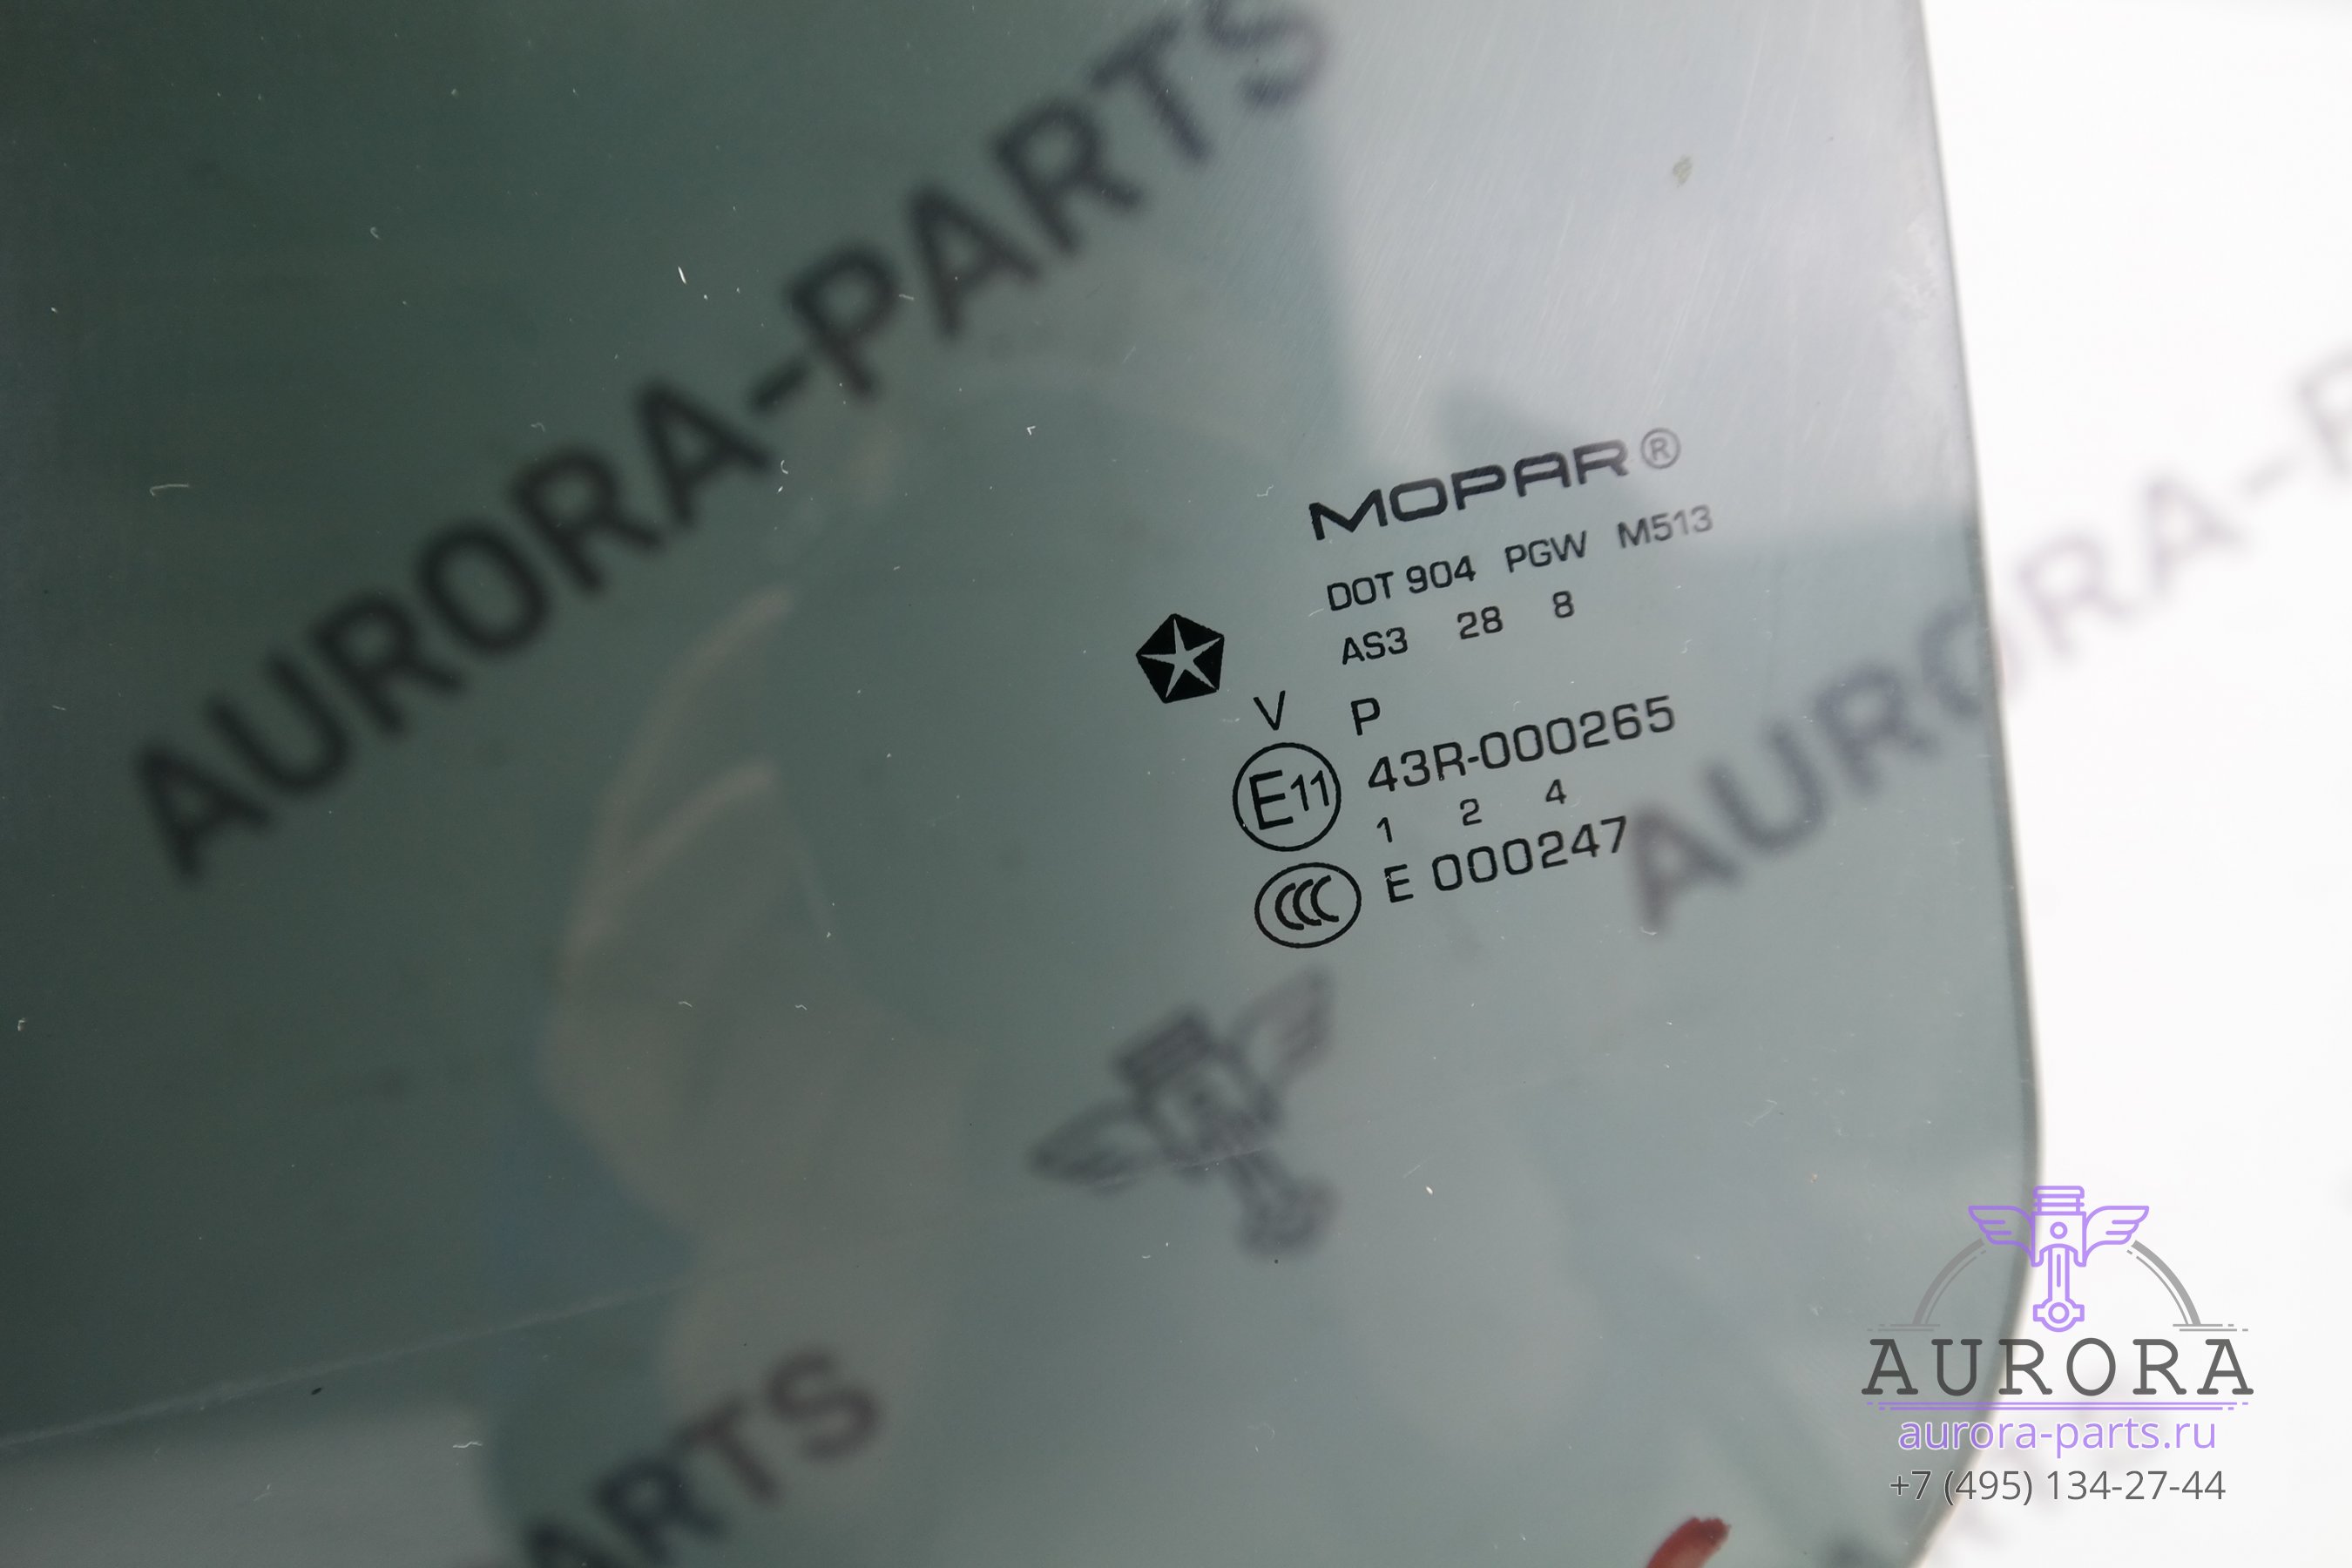 AURORA-PARTS
MOPAR®
DOT 904 PGW M513
AS3 28 8
V P
E11 43R-000265
1 2 4
CCC E 000247
AURORA-P
PARTS
AURORA
aurora-parts.ru
+7 (495) 134-27-44